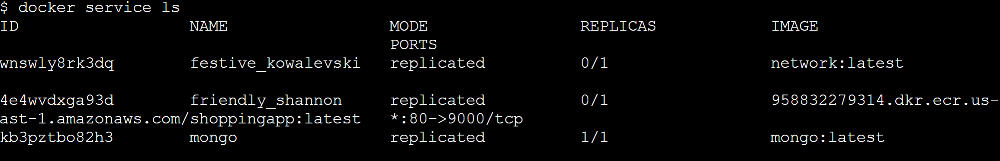 $ docker service ls
ID NAME MODE REPLICAS IMAGE
PORTS
wnswly8rk3dq festive_kowalevski replicated 0/1 network:latest
4e4wvdxga93d friendly_shannon replicated 0/1 958832279314.dkr.ecr.us-
ast-1.amazonaws.com/shoppingapp:latest *:80->9000/tcp
kb3pztbo82h3 mongo replicated 1/1 mongo:latest